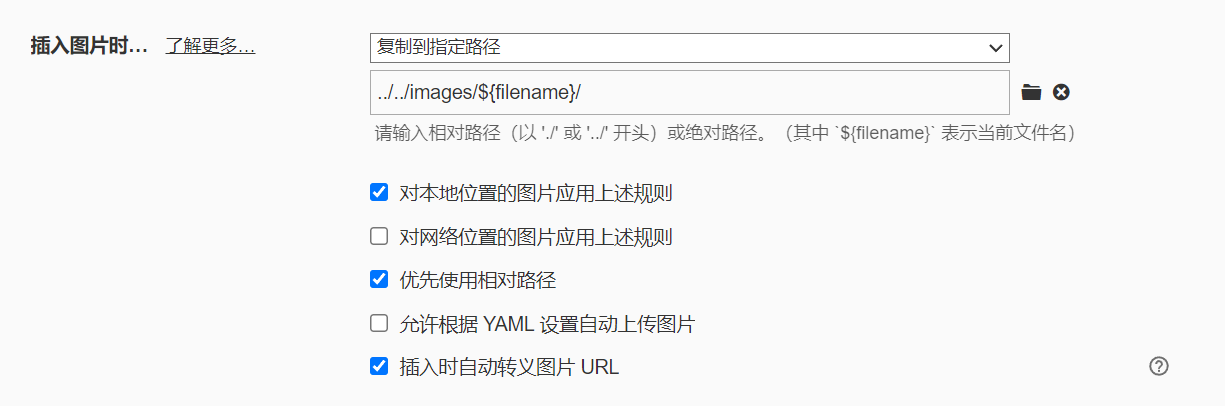 插入图片时… 了解更多…
复制到指定路径
../../images/${filename}/
请输入相对路径（以 './' 或 '../' 开头）或绝对路径。（其中 `${filename}` 表示当前文件名）
对本地位置的图片应用上述规则
对网络位置的图片应用上述规则
优先使用相对路径
允许根据 YAML 设置自动上传图片
插入时自动转义图片 URL